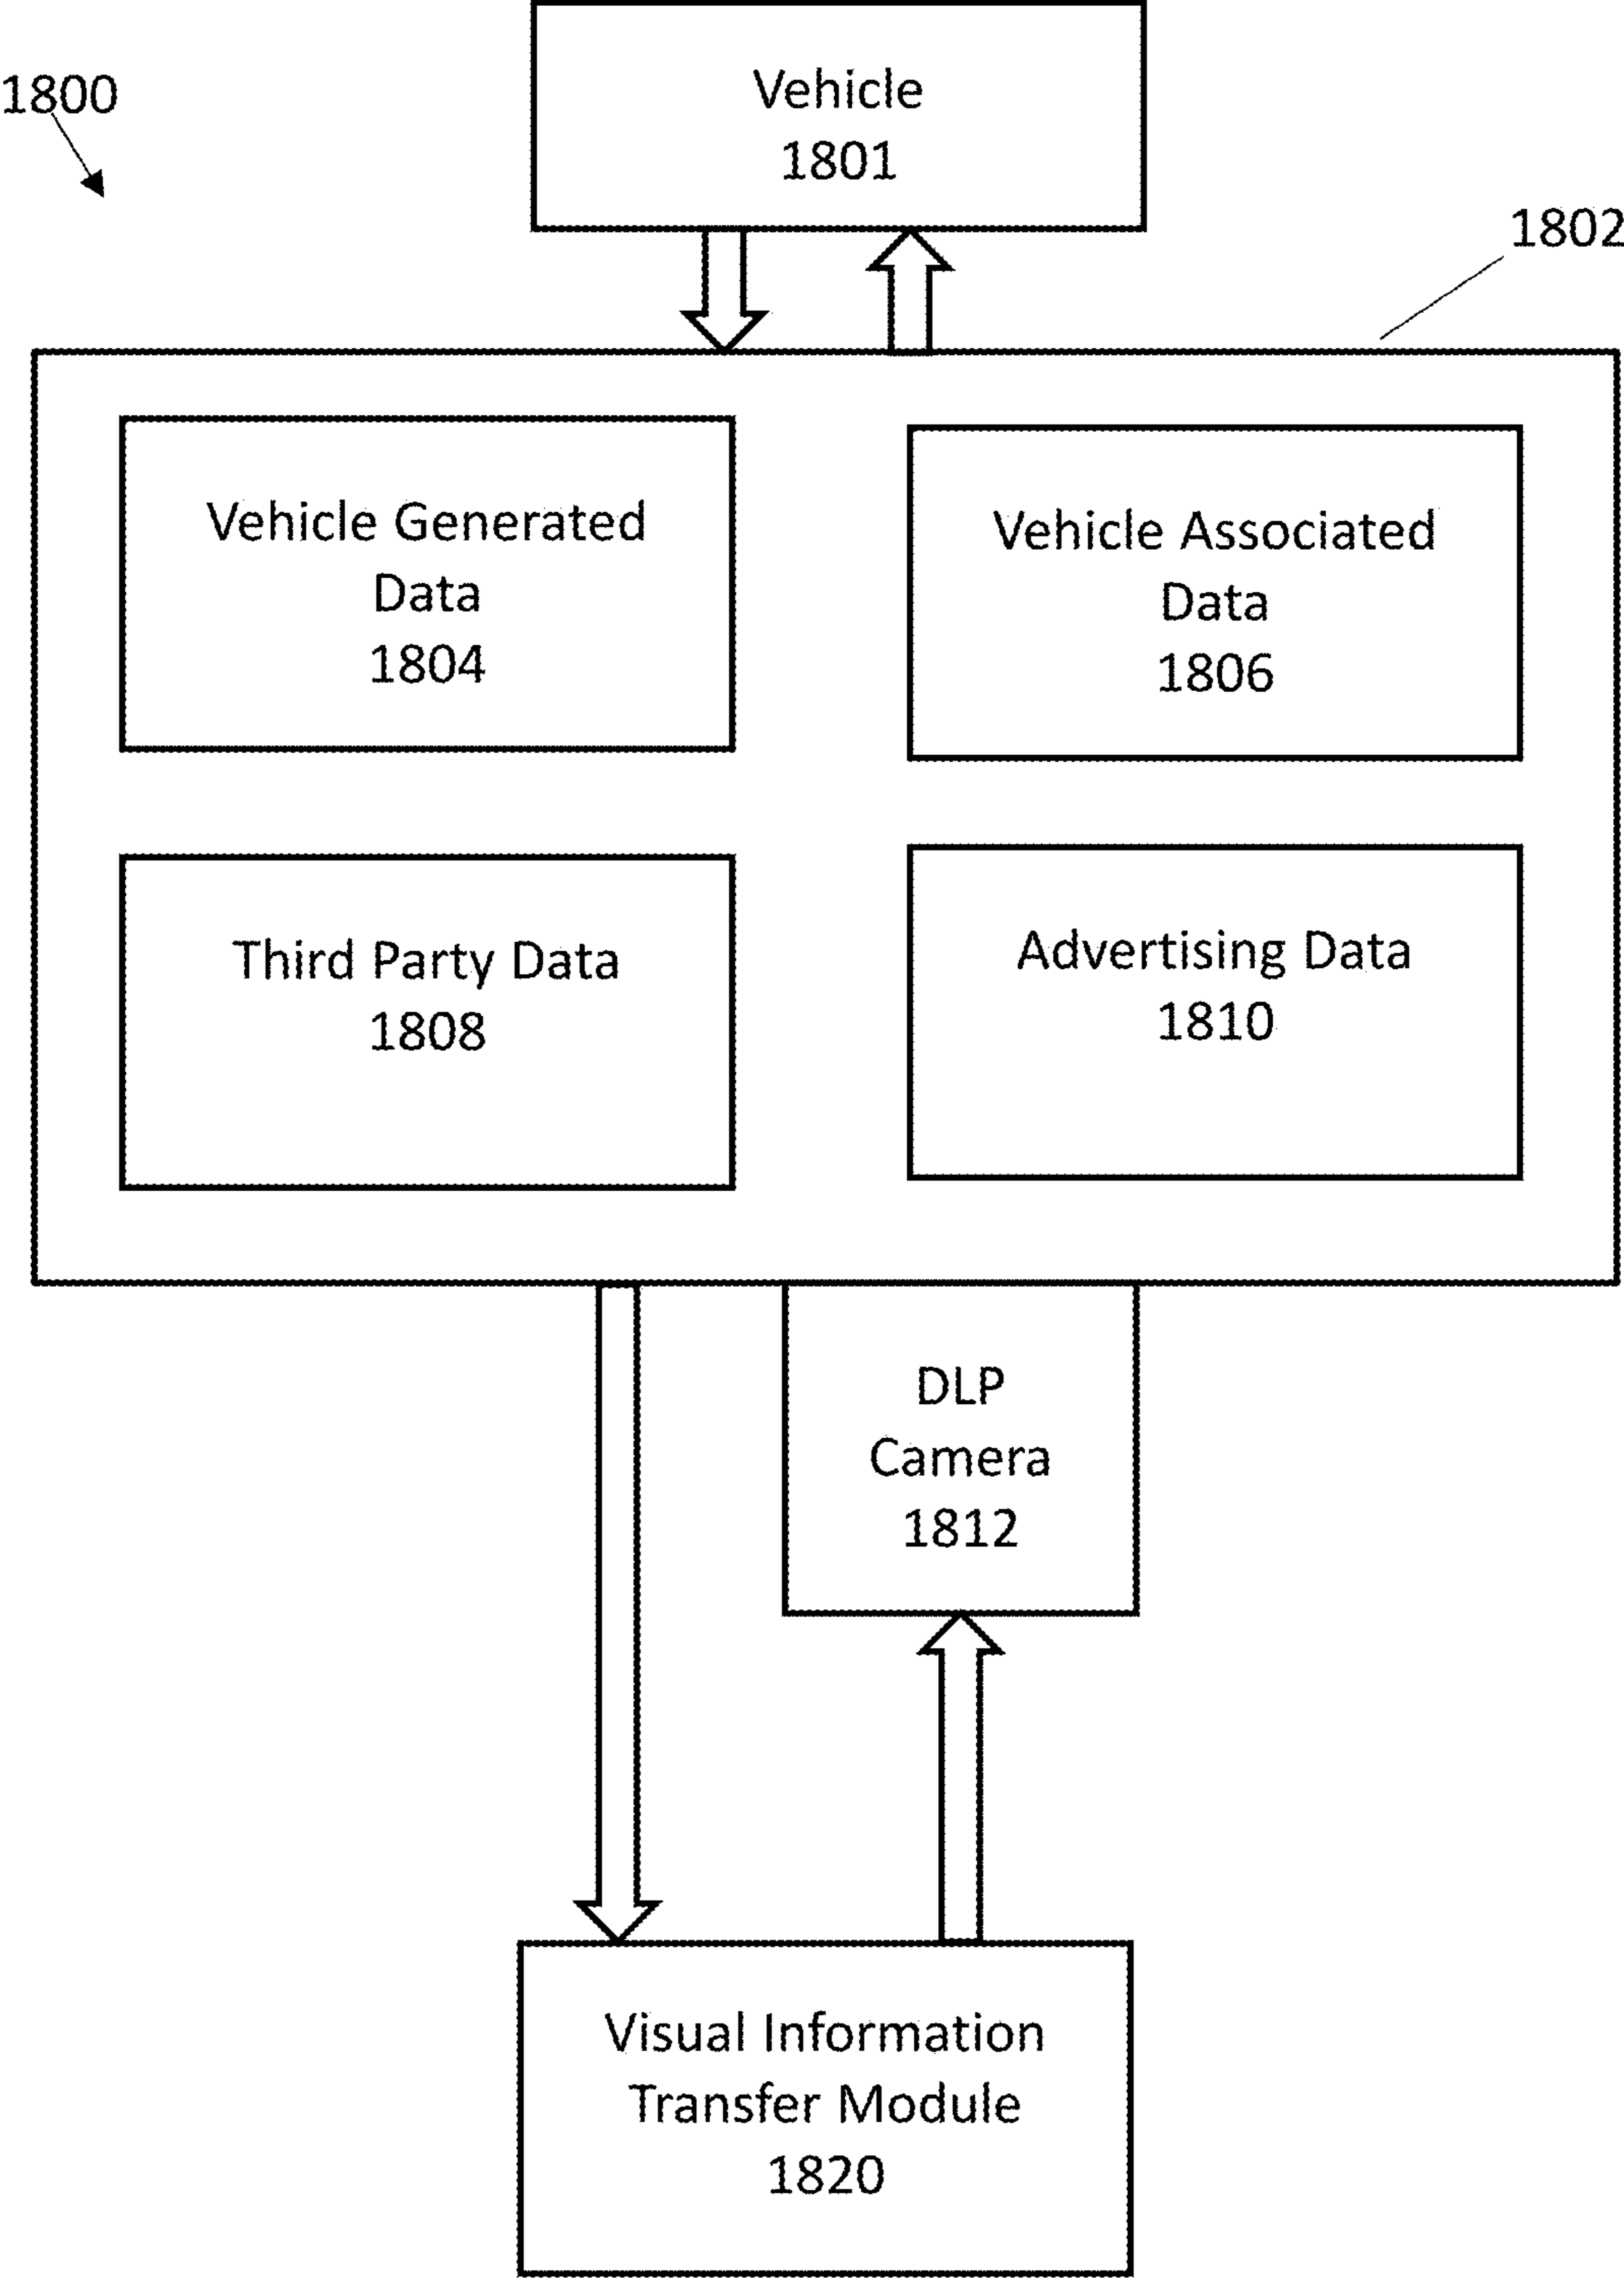 1800
Vehicle
1801
1802
Vehicle Generated
Data
1804
Vehicle Associated
Data
1806
Third Party Data
1808
Advertising Data
1810
DLP
Camera
1812
Visual Information
Transfer Module
1820